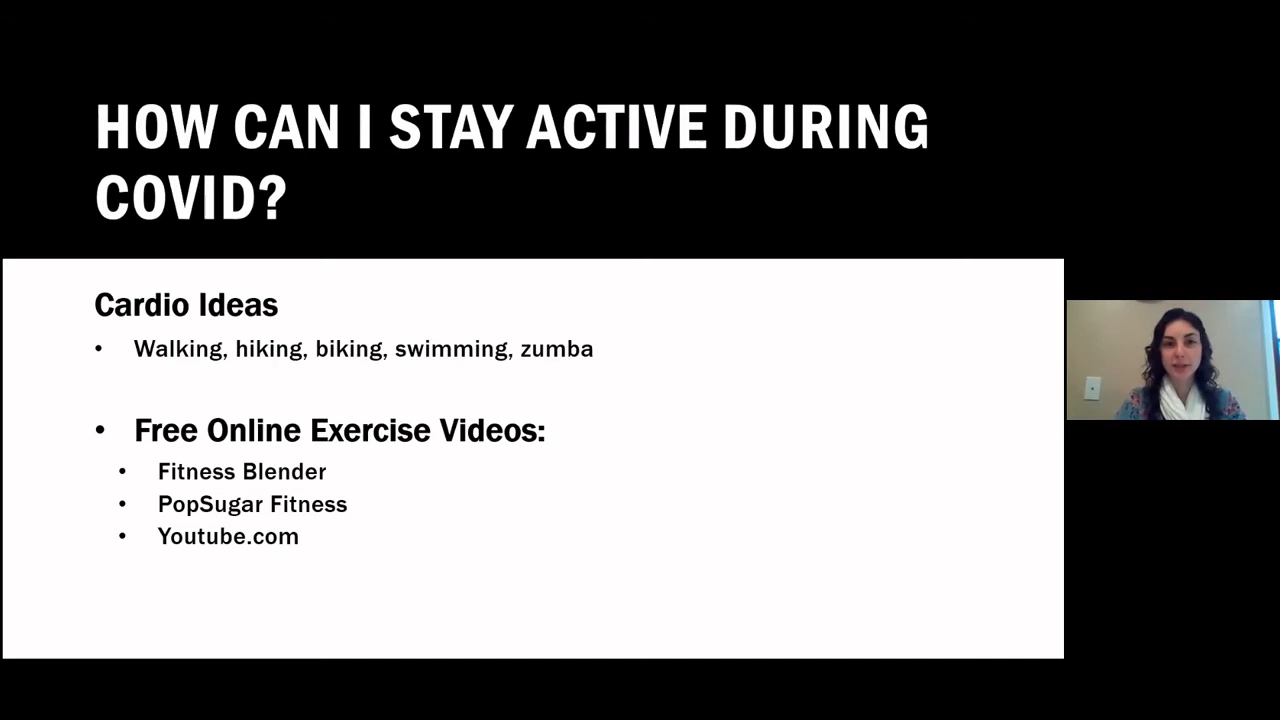 HOW CAN I STAY ACTIVE DURING
COVID?
Cardio Ideas
• Walking, hiking, biking, swimming, zumba
• Free Online Exercise Videos:
• Fitness Blender
• PopSugar Fitness
• Youtube.com